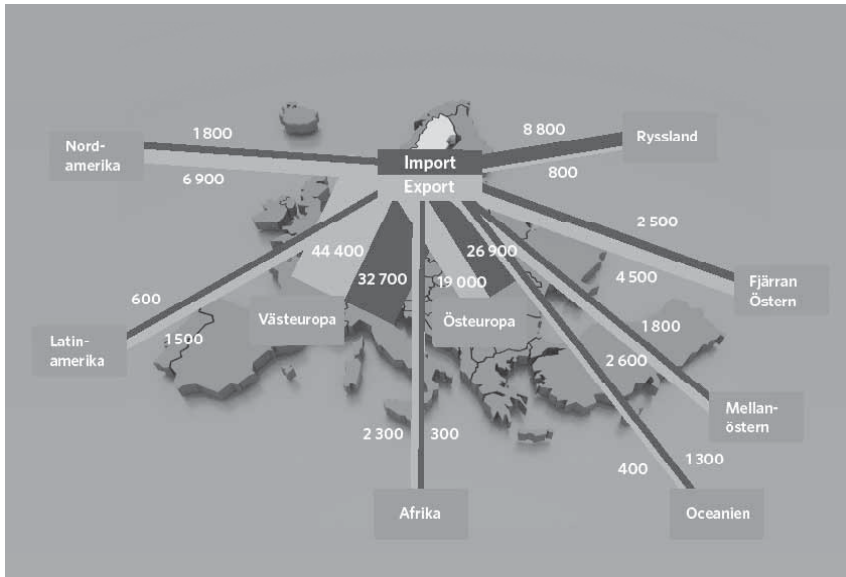 Nord-
amerika
1 800
6 900
Import
Export
8 800
800
Ryssland
2 500
4 500
Fjärran
Östern
44 400
32 700
Västeuropa
26 900
19 000
Östeuropa
600
1500
Latin-
amerika
1 800
2 600
Mellan-
östern
2 300
300
Afrika
400
1 300
Oceanien